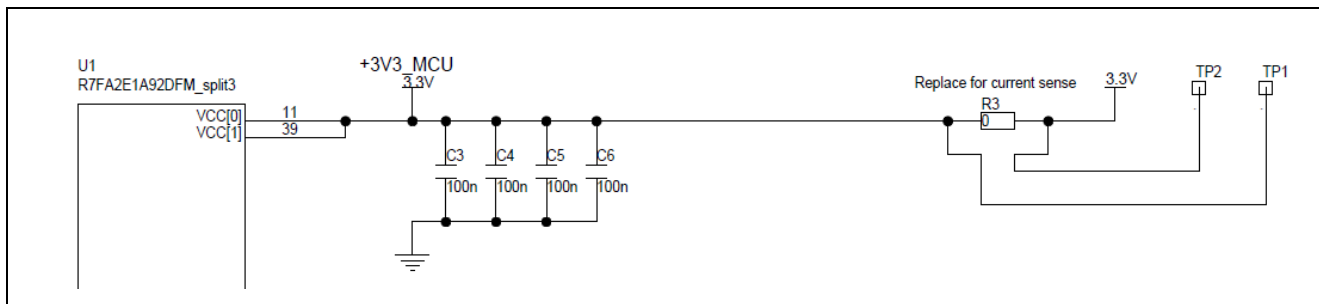 U1
R7FA2E1A92DFM_split3
+3V3_MCU
3.3V
Replace for current sense
3.3V
TP2
TP1
VCC[0]
11
VCC[1]
39
R3
0
C3
100n
C4
100n
C5
100n
C6
100n